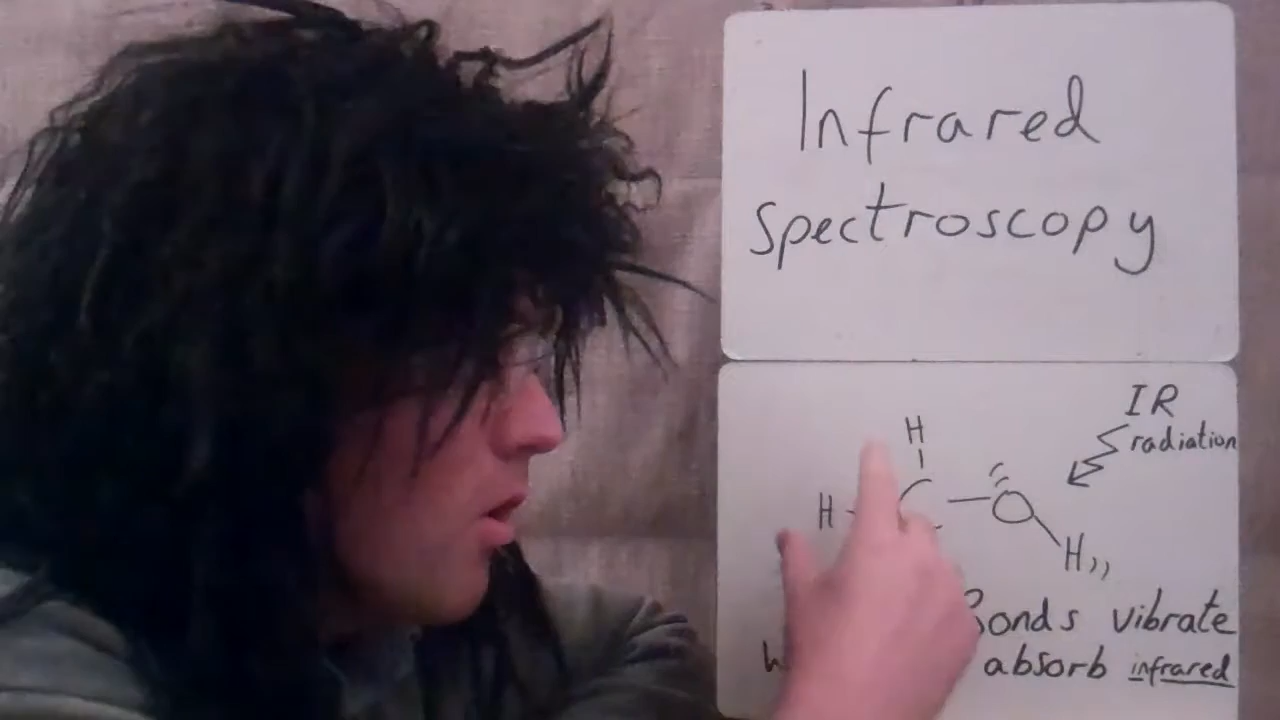 Infrared
spectroscopy
IR
radiation
H
H C O
H
Bonds vibrate
absorb infrared